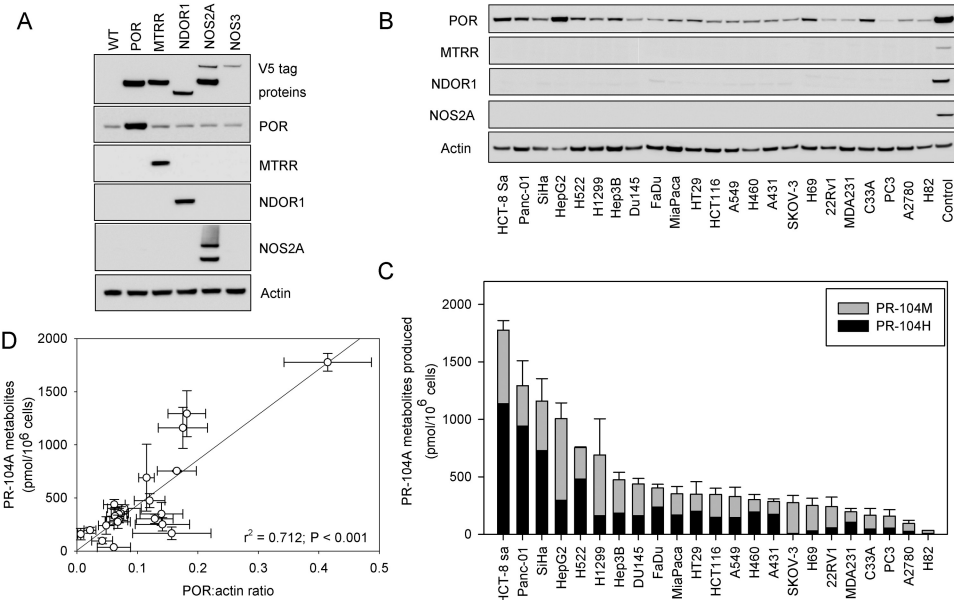 A
WT
POR
MTRR
NDOR1
NOS2A
NOS3
V5 tag
proteins
POR
MTRR
NDOR1
NOS2A
Actin
B
POR
MTRR
NDOR1
NOS2A
Actin
HCT-8 Sa
Panc-01
SiHa
HepG2
H522
H1299
Hep3B
Du145
FaDu
MiaPaca
HT29
HCT116
A549
H460
A431
SKOV-3
H69
22Rv1
MDA231
C33A
PC3
A2780
H82
Control
C
PR-104A metabolites produced
(pmol/10⁶ cells)
2000
1500
1000
500
0
PR-104M
PR-104H
HCT-8 sa
Panc-01
SiHa
HepG2
H522
H1299
Hep3B
DU145
FaDu
MiaPaca
HT29
HCT116
A549
H460
A431
SKOV-3
H69
22RV1
MDA231
C33A
PC3
A2780
H82
D
PR-104A metabolites
(pmol/10⁶ cells)
2000
1500
1000
500
0
r² = 0.712; P < 0.001
0.0 0.1 0.2 0.3 0.4 0.5
POR:actin ratio